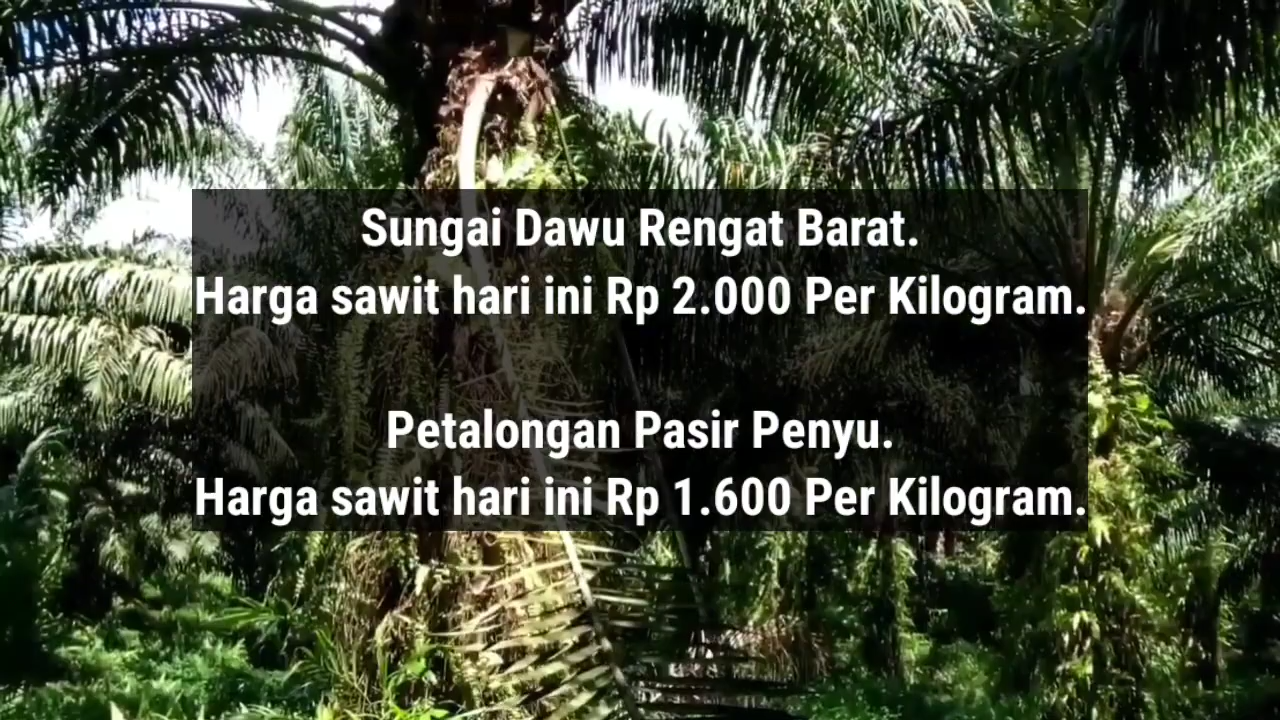 Sungai Dawu Rengat Barat.
Harga sawit hari ini Rp 2.000 Per Kilogram.
Petalongan Pasir Penyu.
Harga sawit hari ini Rp 1.600 Per Kilogram.